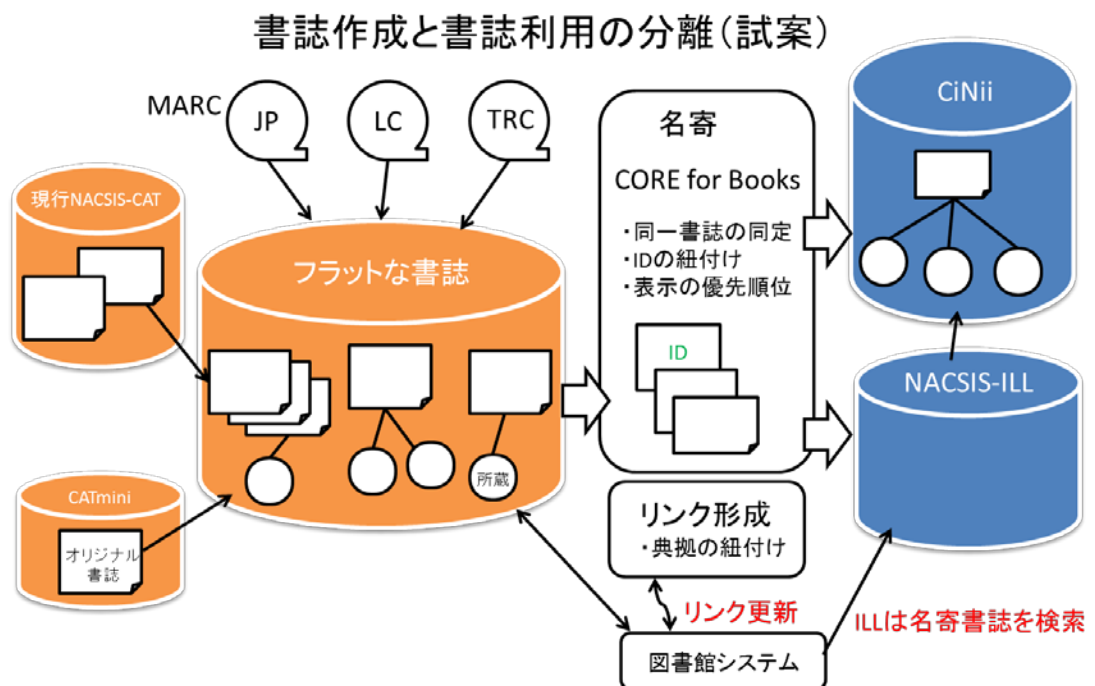 書誌作成と書誌利用の分離(試案)
MARC
JP
LC
TRC
現行NACSIS-CAT
フラットな書誌
所蔵
CATmini
オリジナル
書誌
名寄
CORE for Books
・同一書誌の同定
・IDの紐付け
・表示の優先順位
ID
リンク形成
・典拠の紐付け
リンク更新
図書館システム
CiNii
NACSIS-ILL
ILLは名寄書誌を検索